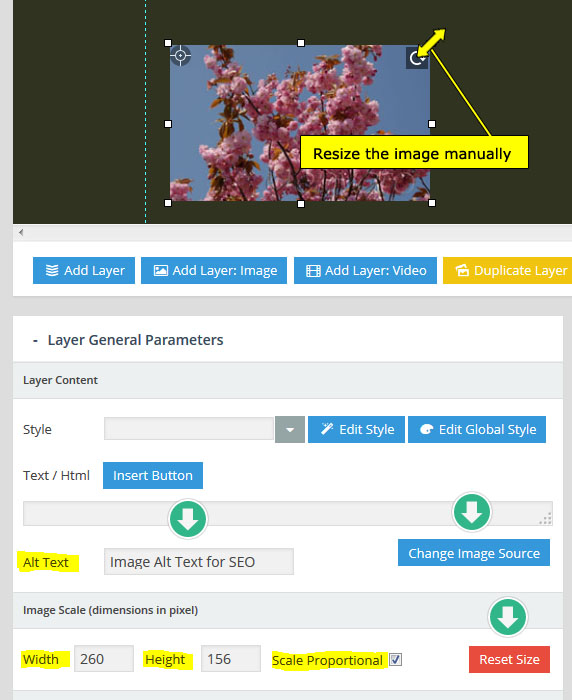 Resize the image manually
Add Layer Add Layer: Image Add Layer: Video Duplicate Layer
- Layer General Parameters
Layer Content
Style Edit Style Edit Global Style
Text / Html Insert Button
Alt Text Image Alt Text for SEO Change Image Source
Image Scale (dimensions in pixel)
Width 260 Height 156 Scale Proportional Reset Size